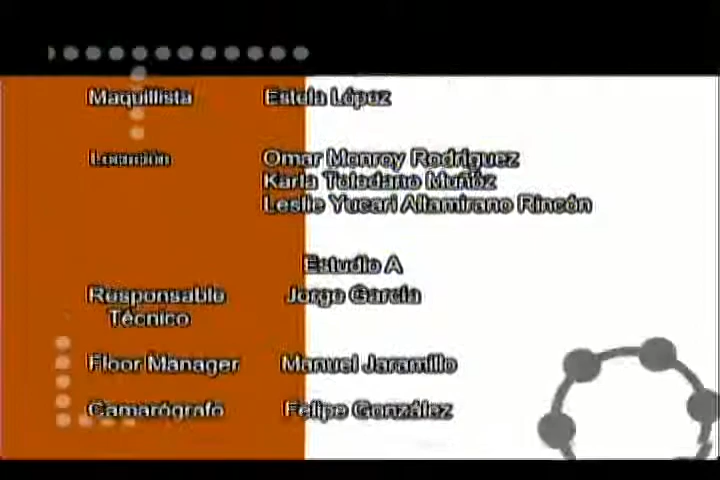 Maquillista Estela López
Locución Omar Monroy Rodríguez
Karla Toledano Muñóz
Leslie Yucari Altamirano Rincón
Estudio A
Responsable Jorge García
Técnico
Floor Manager Manuel Jaramillo
Camarógrafo Felipe González